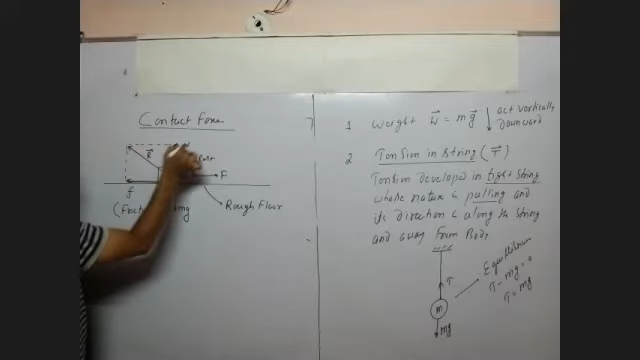 Contact Force
R
F
f
Rough Floor
(Frict
mg
1 Weight W = mg
act vertically
downward
2 Tension in string (T)
Tension developed in tight string
whose nature is pulling and
its direction is along the string
and away from Body
T
m
mg
Equilibrium
T - mg = 0
T = mg